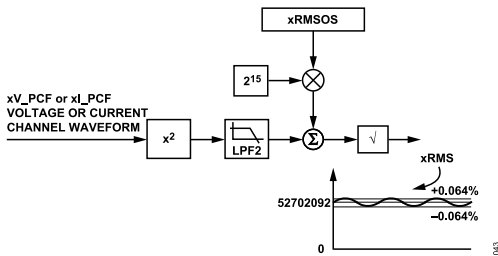 xRMSOS
2¹⁵
xV_PCF or xI_PCF
VOLTAGE OR CURRENT
CHANNEL WAVEFORM
x²
LPF2
Σ
√
xRMS
+0.064%
52702092
–0.064%
0
043